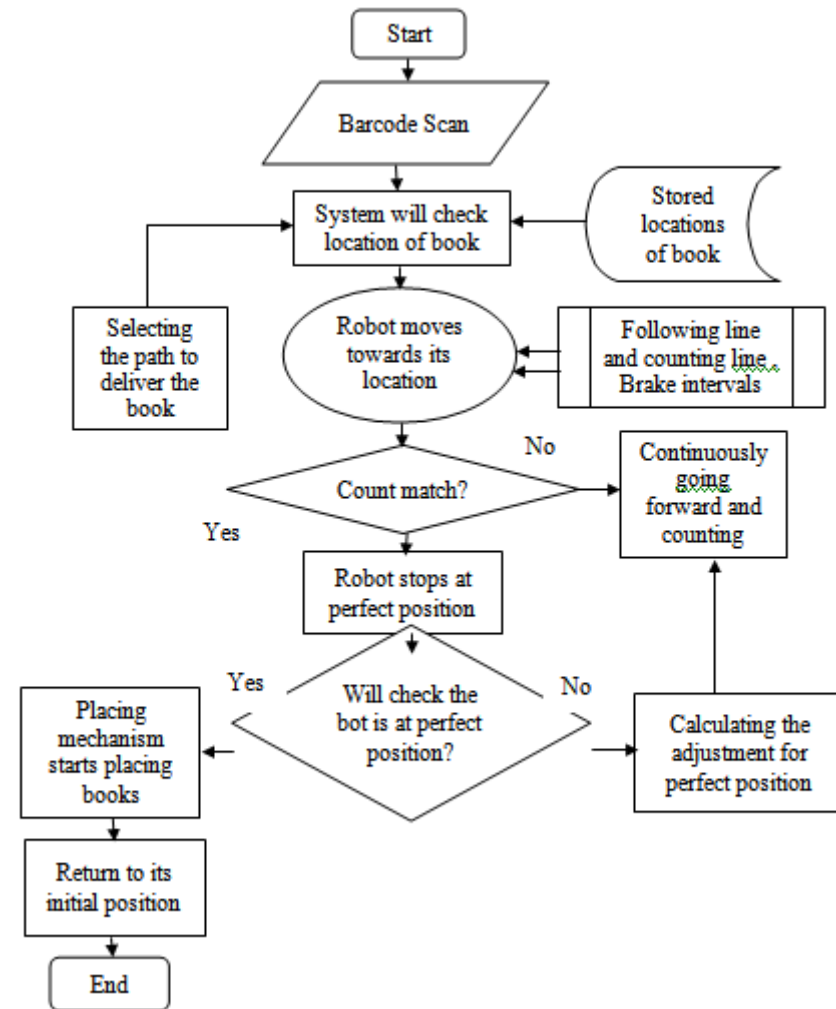 Start
Barcode Scan
System will check
location of book
Stored
locations
of book
Selecting
the path to
deliver the
book
Robot moves
towards its
location
Following line
and counting line .
Brake intervals
No
Count match?
Continuously
going
forward and
counting
Yes
Robot stops at
perfect position
Yes
Will check the
bot is at perfect
position?
No
Placing
mechanism
starts placing
books
Calculating the
adjustment for
perfect position
Return to its
initial position
End